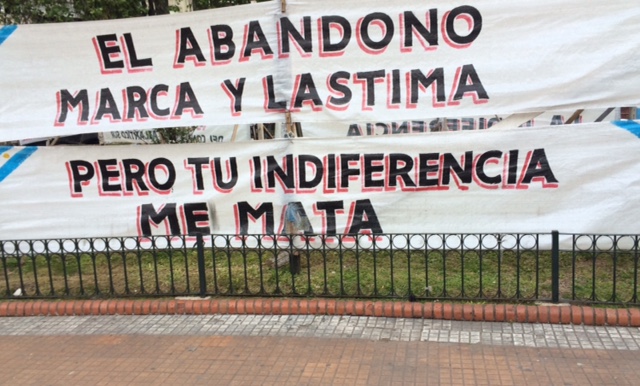 EL ABANDONO
MARCA Y LASTIMA
PERO TU INDIFERENCIA
ME MATA